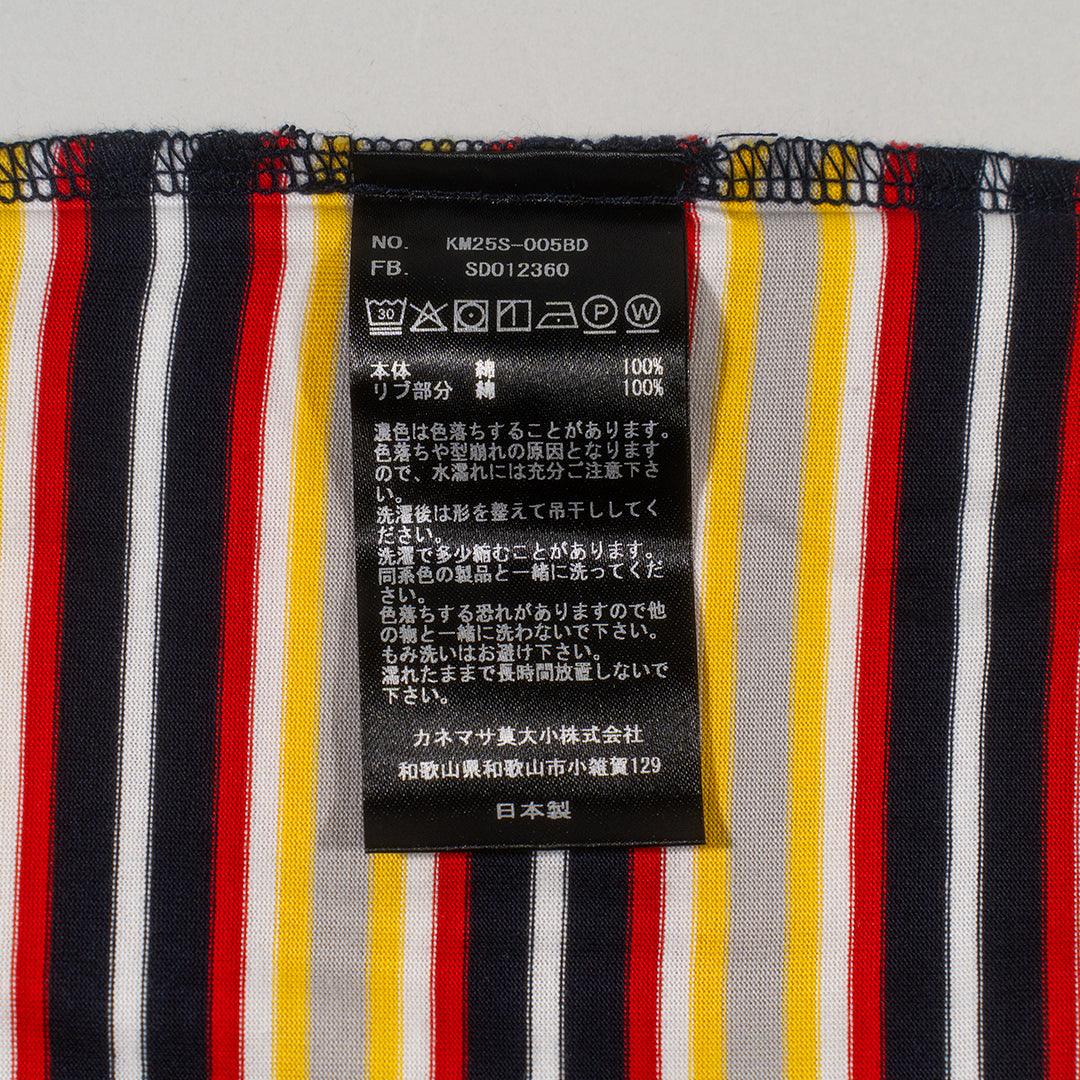 NO. KM25S-005BD
FB. SD012360
30 P W
本体 綿 100%
リブ部分 綿 100%
濃色は色落ちすることがあります。
色落ちや型崩れの原因となります
ので、水濡れには充分ご注意下さ
い。
洗濯後は形を整えて吊干ししてく
ださい。
洗濯で多少縮むことがあります。
同系色の製品と一緒に洗ってくだ
さい。
色落ちする恐れがありますので他
の物と一緒に洗わないで下さい。
もみ洗いはお避け下さい。
濡れたままで長時間放置しないで
下さい。
カネマサ莫大小株式会社
和歌山県和歌山市小雑賀129
日本製